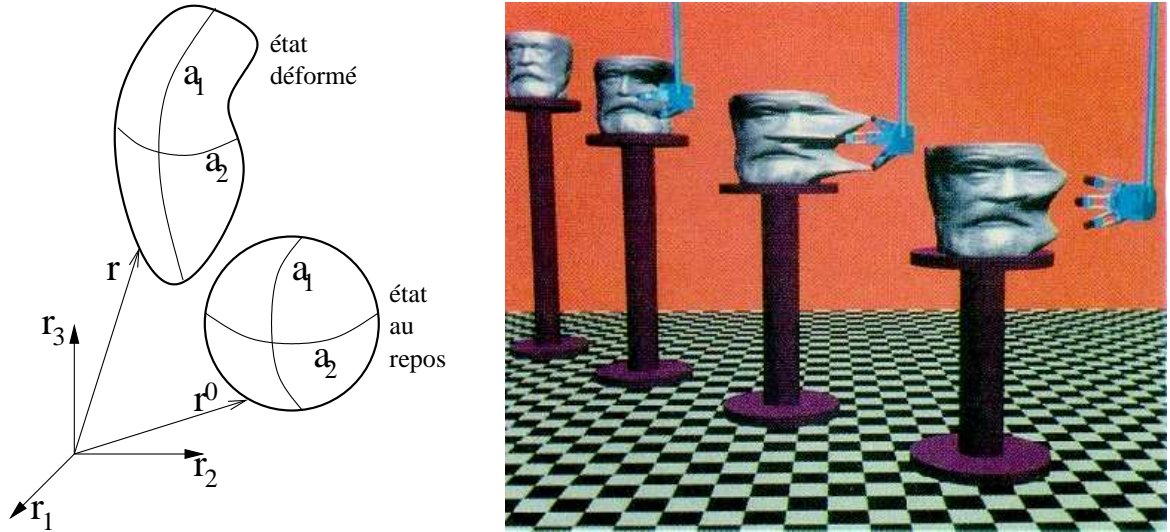 état
déformé
a1
a2
r
a1
état
au
repos
a2
r3
r0
r2
r1